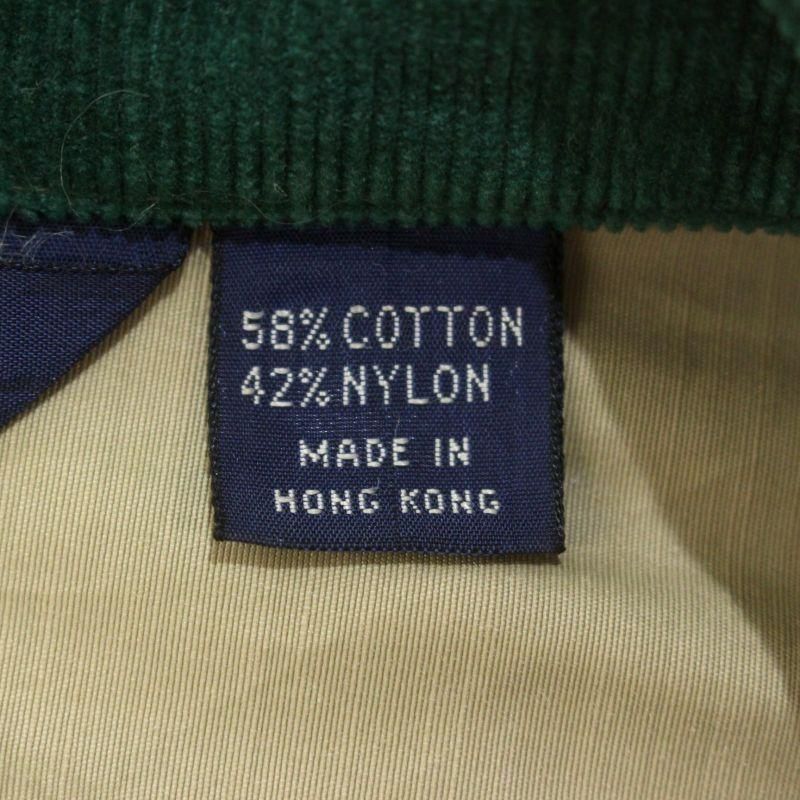 58% COTTON
42% NYLON
MADE IN
HONG KONG